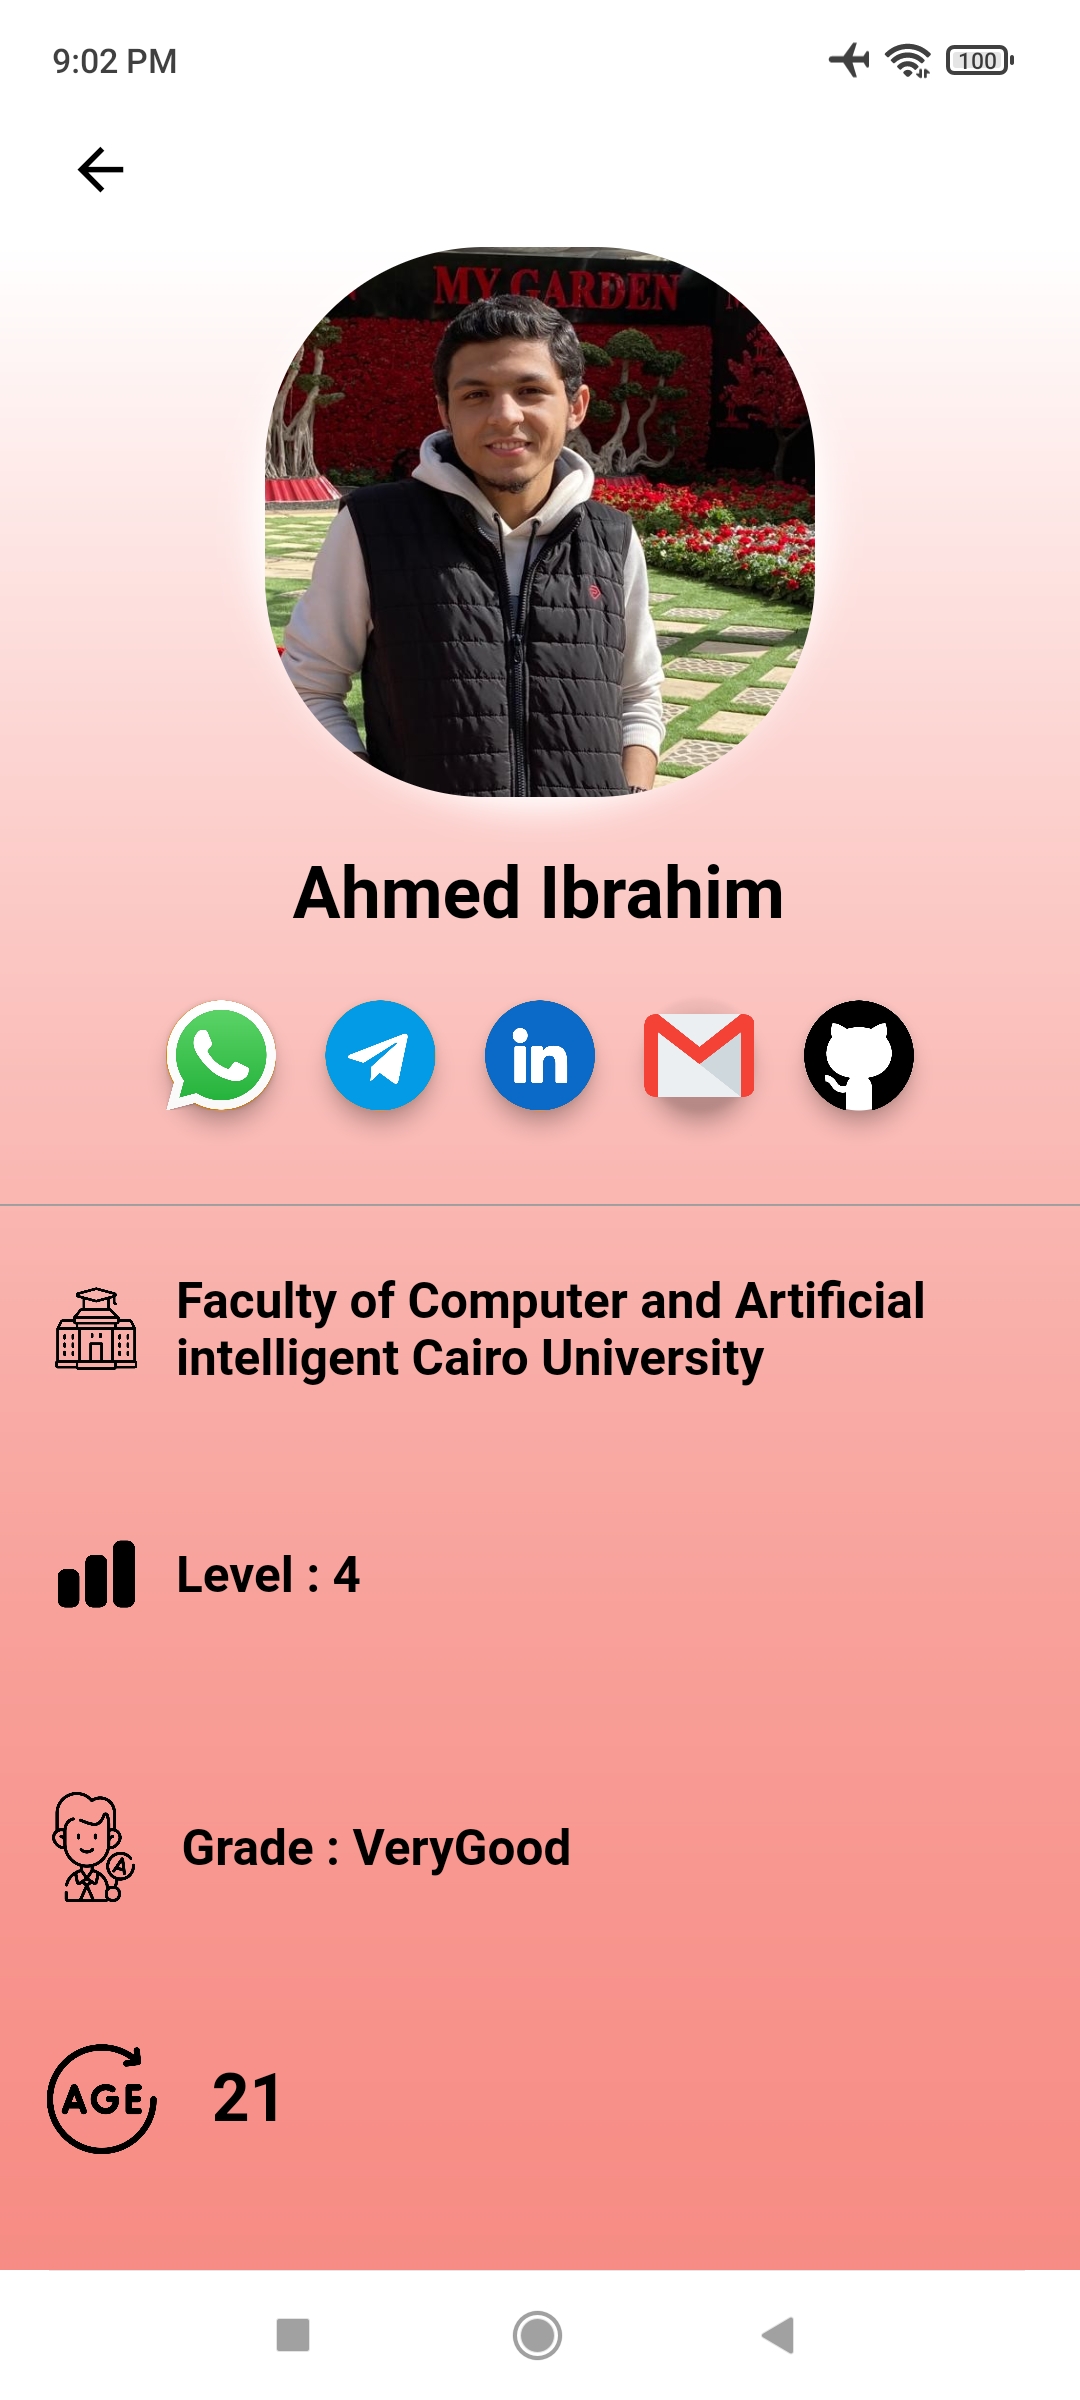 9:02 PM
100
MY GARDEN
Ahmed Ibrahim
in
Faculty of Computer and Artificial
intelligent Cairo University
Level : 4
A
Grade : VeryGood
AGE
21